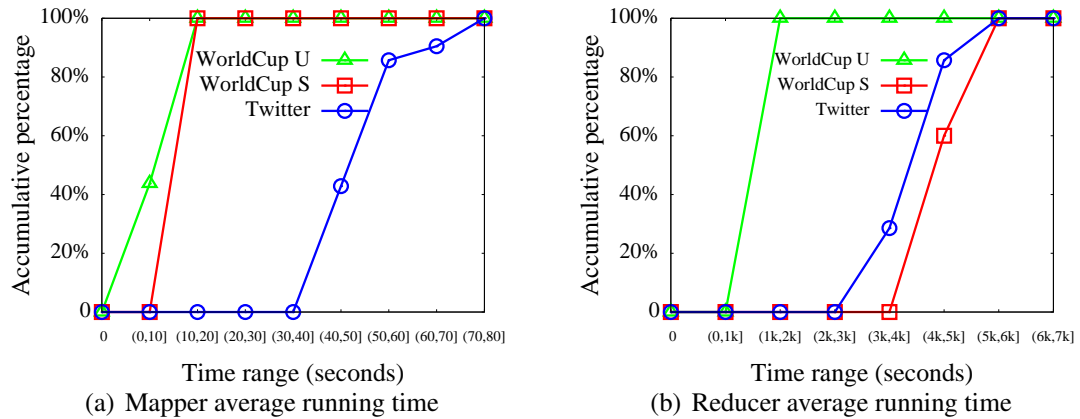 100%
80%
60%
40%
20%
0
Accumulative percentage
WorldCup U
WorldCup S
Twitter
0 (0,10] (10,20] (20,30] (30,40] (40,50] (50,60] (60,70] (70,80]
Time range (seconds)
(a) Mapper average running time
100%
80%
60%
40%
20%
0
Accumulative percentage
WorldCup U
WorldCup S
Twitter
0 (0,1k] (1k,2k] (2k,3k] (3k,4k] (4k,5k] (5k,6k] (6k,7k]
Time range (seconds)
(b) Reducer average running time